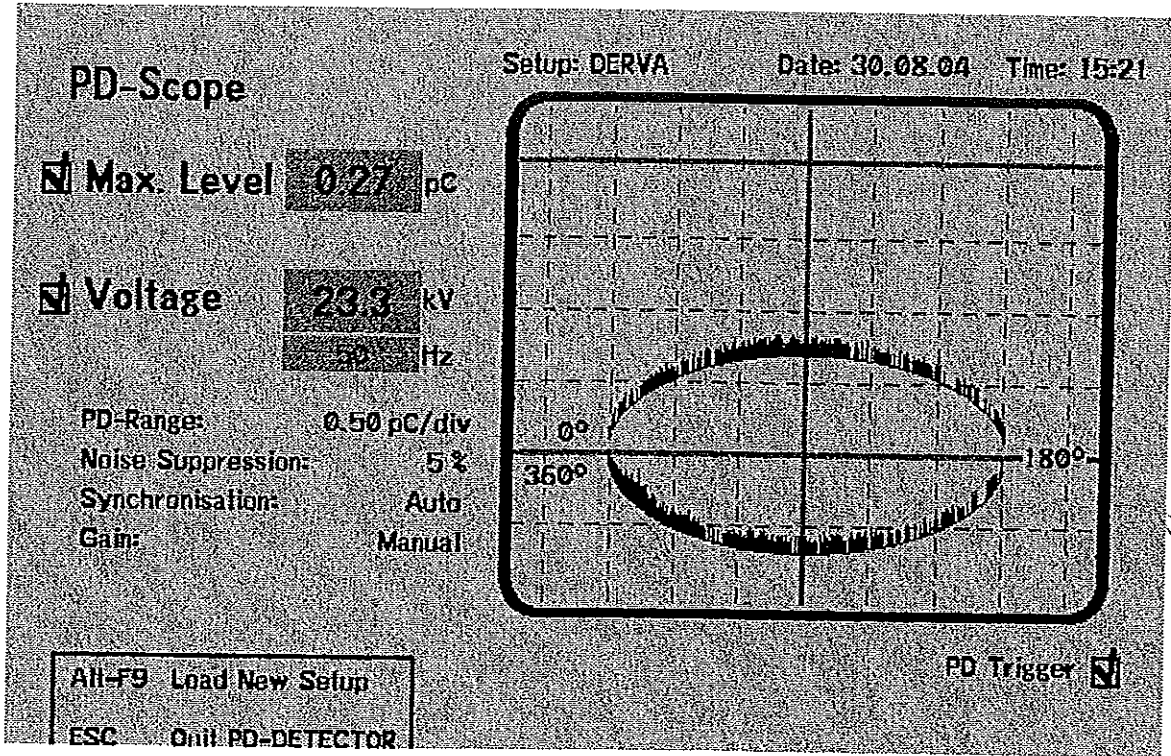 PD-Scope
Setup: DERVA Date: 30.08.04 Time: 15:21
Max. Level 0.27 pC
Voltage 23.3 kV
50 Hz
PD-Range: 0.50 pC/div
Noise Suppression: 5 %
Synchronisation: Auto
Gain: Manual
0°
360°
180°
PD Trigger
Alt-F9 Load New Setup
ESC Quit PD-DETECTOR